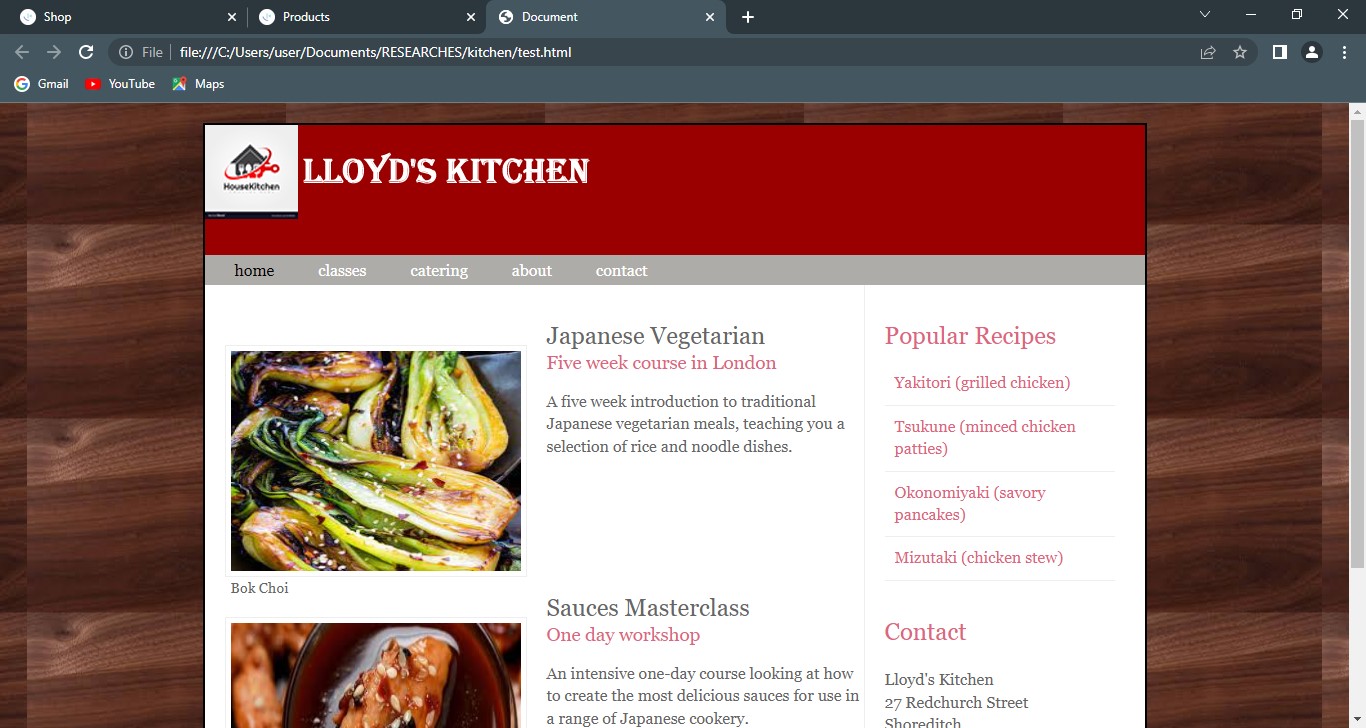 Shop
Products
Document
File
file:///C:/Users/user/Documents/RESEARCHES/kitchen/test.html
Gmail
YouTube
Maps
HouseKitchen
LLOYD'S KITCHEN
home classes catering about contact
Japanese Vegetarian
Five week course in London
A five week introduction to traditional
Japanese vegetarian meals, teaching you a
selection of rice and noodle dishes.
Bok Choi
Sauces Masterclass
One day workshop
An intensive one-day course looking at how
to create the most delicious sauces for use in
a range of Japanese cookery.
Popular Recipes
Yakitori (grilled chicken)
Tsukune (minced chicken
patties)
Okonomiyaki (savory
pancakes)
Mizutaki (chicken stew)
Contact
Lloyd's Kitchen
27 Redchurch Street
Shoreditch